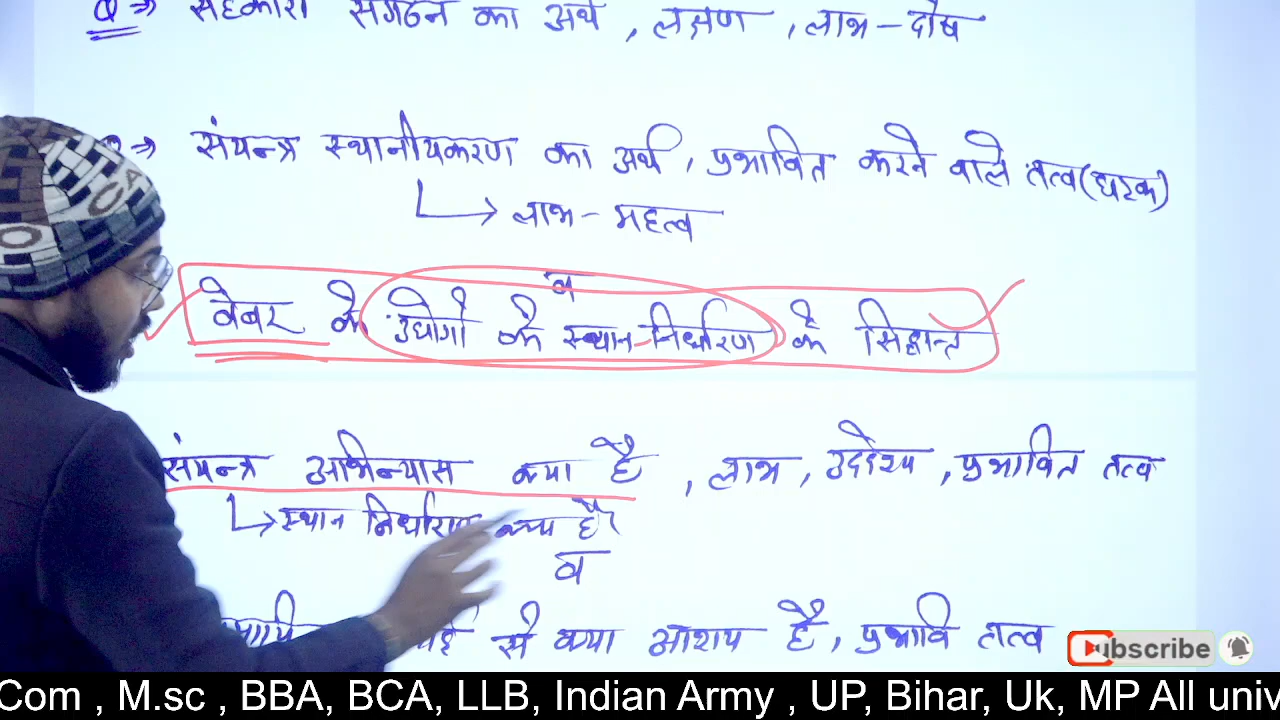 Q ⇒ सहकारी संगठन का अर्थ , लक्षण , लाभ - दोष
⇒ संयन्त्र स्थानीयकरण का अर्थ , प्रभावित करने वाले तत्व (घटक)
↳ लाभ - महत्व
व
वेबर के उद्योगों के स्थान-निर्धारण के सिद्धान्त
संयन्त्र अभिन्यास क्या है , लाभ , उद्देश्य , प्रभावित तत्व
↳ स्थान निर्धारण क्या है
व
से क्या आशय है , प्रभावि तत्व
ubscribe
Com , M.sc , BBA, BCA, LLB, Indian Army , UP, Bihar, Uk, MP All univ